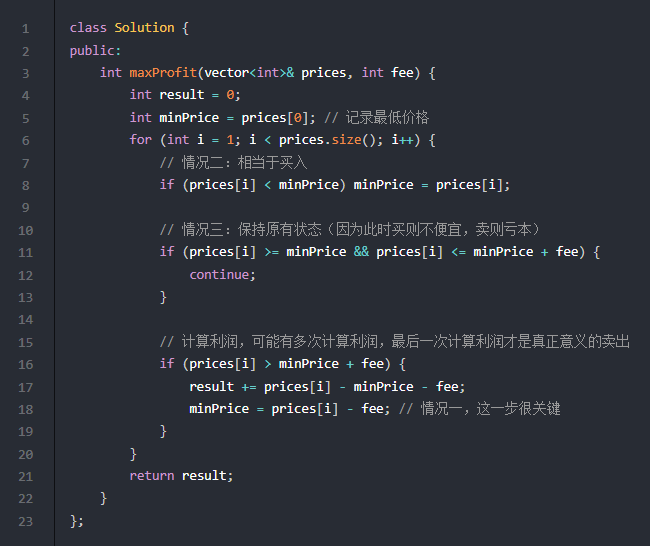 1 class Solution {
2 public:
3     int maxProfit(vector<int>& prices, int fee) {
4         int result = 0;
5         int minPrice = prices[0]; // 记录最低价格
6         for (int i = 1; i < prices.size(); i++) {
7             // 情况二：相当于买入
8             if (prices[i] < minPrice) minPrice = prices[i];
9
10             // 情况三：保持原有状态（因为此时买则不便宜，卖则亏本）
11             if (prices[i] >= minPrice && prices[i] <= minPrice + fee) {
12                 continue;
13             }
14
15             // 计算利润，可能有多次计算利润，最后一次计算利润才是真正意义的卖出
16             if (prices[i] > minPrice + fee) {
17                 result += prices[i] - minPrice - fee;
18                 minPrice = prices[i] - fee; // 情况一，这一步很关键
19             }
20         }
21         return result;
22     }
23 };